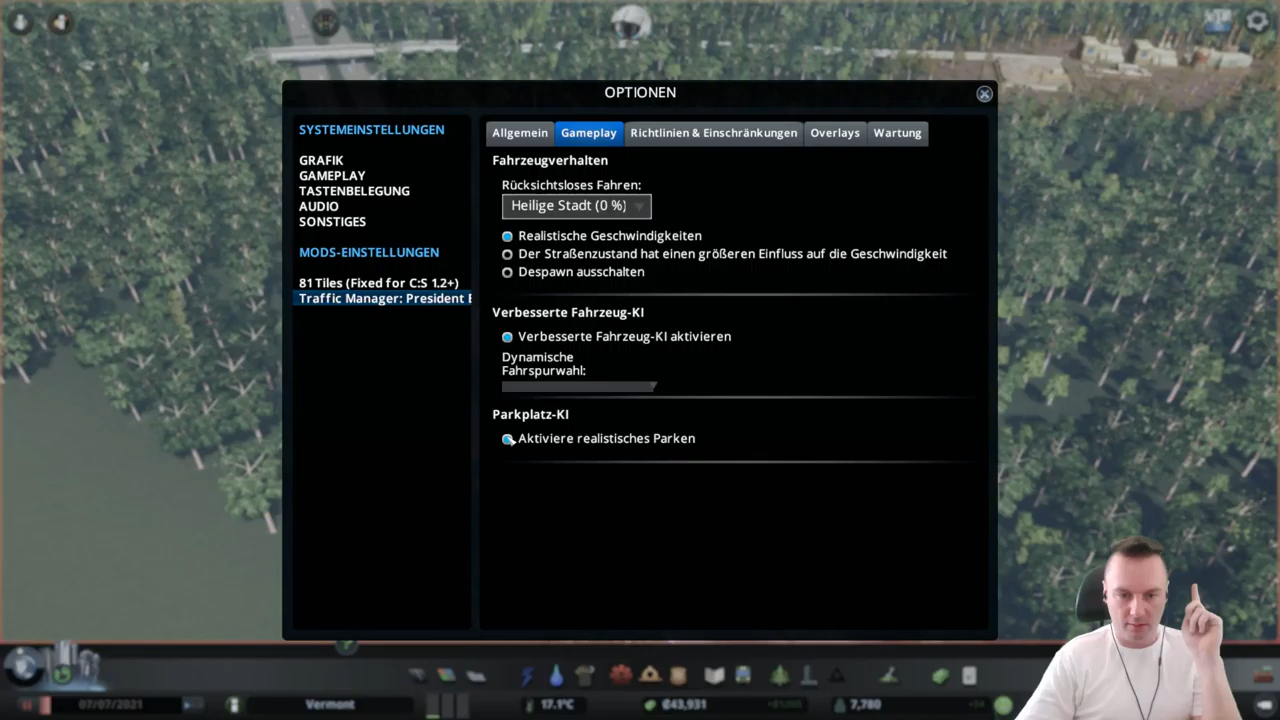 OPTIONEN
SYSTEMEINSTELLUNGEN
GRAFIK
GAMEPLAY
TASTENBELEGUNG
AUDIO
SONSTIGES
MODS-EINSTELLUNGEN
81 Tiles (Fixed for C:S 1.2+)
Traffic Manager: President E
Allgemein
Gameplay
Richtlinien & Einschränkungen
Overlays
Wartung
Fahrzeugverhalten
Rücksichtsloses Fahren:
Heilige Stadt (0 %)
Realistische Geschwindigkeiten
Der Straßenzustand hat einen größeren Einfluss auf die Geschwindigkeit
Despawn ausschalten
Verbesserte Fahrzeug-KI
Verbesserte Fahrzeug-KI aktivieren
Dynamische
Fahrspurwahl:
Parkplatz-KI
Aktiviere realistisches Parken
07/07/2021
Vermont
17.1°C
₡43,931
7,780